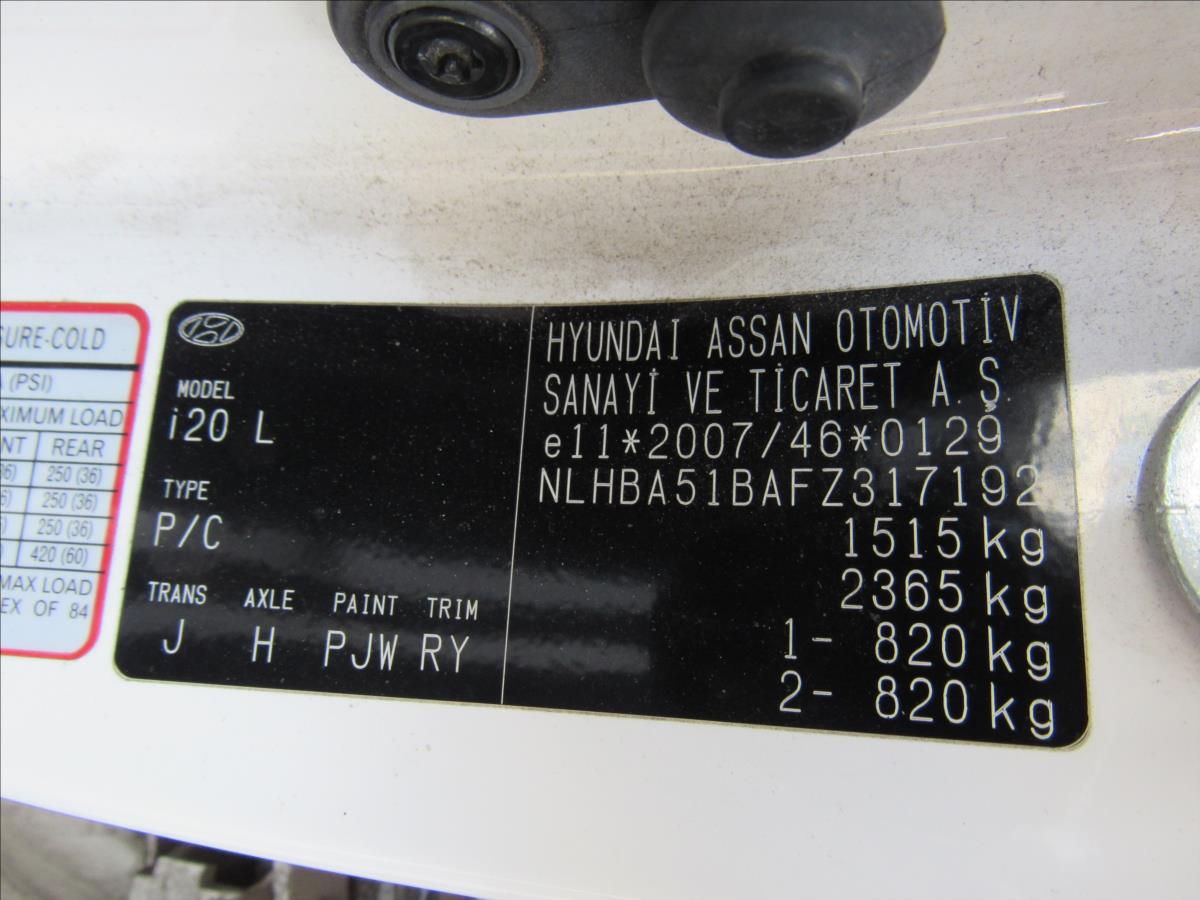 SURE-COLD
(PSI)
XIMUM LOAD
NT REAR
250 (36)
250 (36)
250 (36)
420 (60)
MAX LOAD
EX OF 84
MODEL
i20 L
TYPE
P/C
TRANS AXLE PAINT TRIM
J H PJW RY
HYUNDAI ASSAN OTOMOTİV
SANAYİ VE TİCARET A.Ş.
e11*2007/46*0129
NLHBA51BAFZ317192
1515 kg
2365 kg
1- 820 kg
2- 820 kg